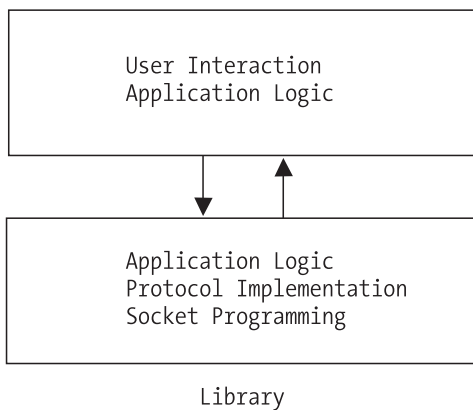 User Interaction
Application Logic
Application Logic
Protocol Implementation
Socket Programming
Library